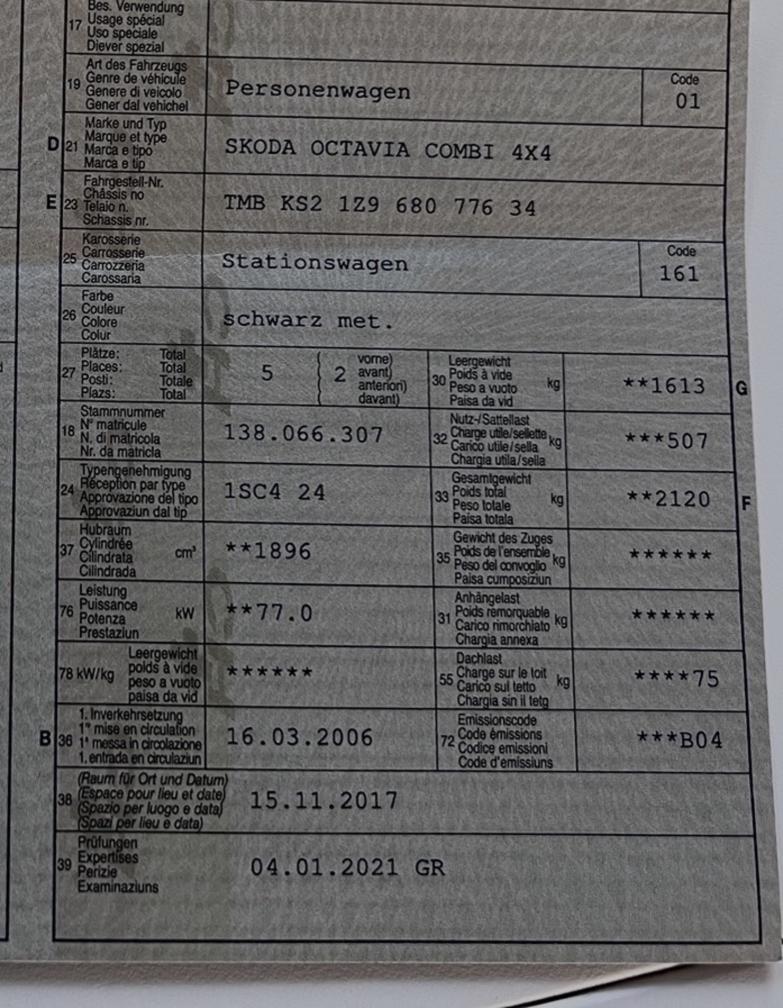 Bes. Verwendung
17 Usage spécial
Uso speciale
Diever spezial
Art des Fahrzeugs
19 Genre de véhicule
Genere di veicolo
Gener dal vehichel
Personenwagen
Code
01
Marke und Typ
D 21 Marque et type
Marca e tipo
Marca e tip
SKODA OCTAVIA COMBI 4X4
Fahrgestell-Nr.
E 23 Châssis no
Telaio n.
Schassis nr.
TMB KS2 1Z9 680 776 34
Karosserie
25 Carrosserie
Carrozzeria
Carossaria
Stationswagen
Code
161
Farbe
26 Couleur
Colore
Colur
schwarz met.
Plätze: Total
27 Places: Total
Posti: Totale
Plazs: Total
5 ( 2 vorne)
avant)
anteriori)
davant)
Leergewicht
30 Poids à vide kg
Peso a vuoto
Paisa da vid
**1613 G
Stammnummer
18 N° matricule
N. di matricola
Nr. da matricla
138.066.307
Nutz-/Sattellast
32 Charge utile/sellette kg
Carico utile/sella
Chargia utila/sella
***507
Typengenehmigung
24 Réception par type
Approvazione del tipo
Approvaziun dal tip
1SC4 24
Gesamtgewicht
33 Poids total kg
Peso totale
Paisa totala
**2120 F
Hubraum
37 Cylindrée cm³
Cilindrata
Cilindrada
**1896
Gewicht des Zuges
35 Poids de l'ensemble kg
Peso del convoglio
Paisa cumposiziun
******
Leistung
76 Puissance kW
Potenza
Prestaziun
**77.0
Anhängelast
31 Poids remorquable kg
Carico rimorchiato
Chargia annexa
******
Leergewicht
78 kW/kg poids à vide
peso a vuoto
paisa da vid
******
Dachlast
55 Charge sur le toit kg
Carico sul tetto
Chargia sin il tetg
****75
1. Inverkehrsetzung
B 36 1re mise en circulation
1a messa in circolazione
1. entrada en circulaziun
16.03.2006
Emissionscode
72 Code émissions
Codice emissioni
Code d'emissiuns
***B04
(Raum für Ort und Datum)
38 (Espace pour lieu et date)
(Spazio per luogo e data)
(Spazi per lieu e data)
15.11.2017
Prüfungen
39 Expertises
Perizie
Examinaziuns
04.01.2021 GR